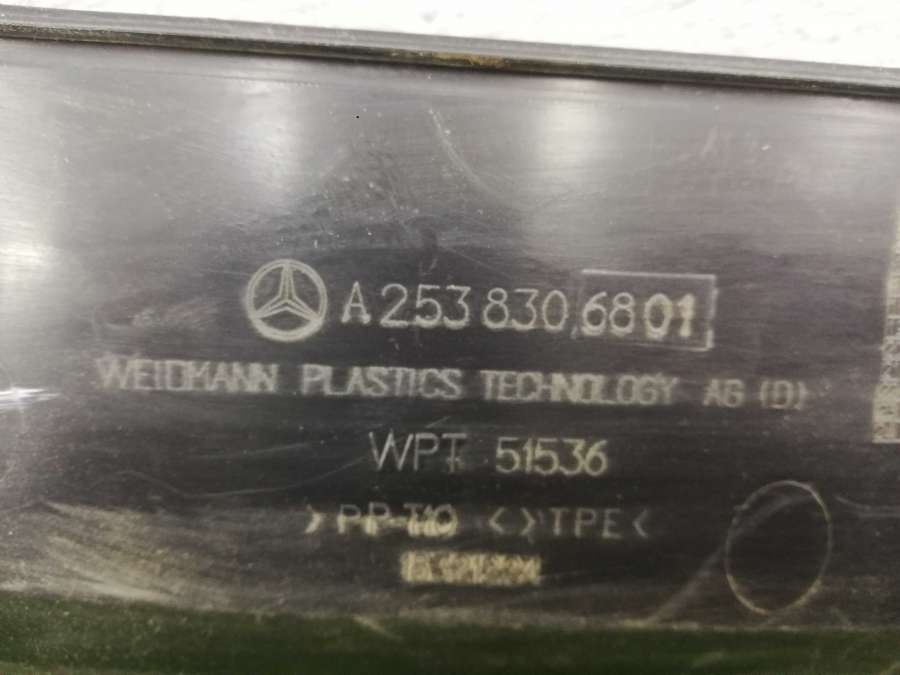 A 253 830 68 01
WEIDMANN PLASTICS TECHNOLOGY AG (D)
WPT 51536
>PP-T10 <>TPE<